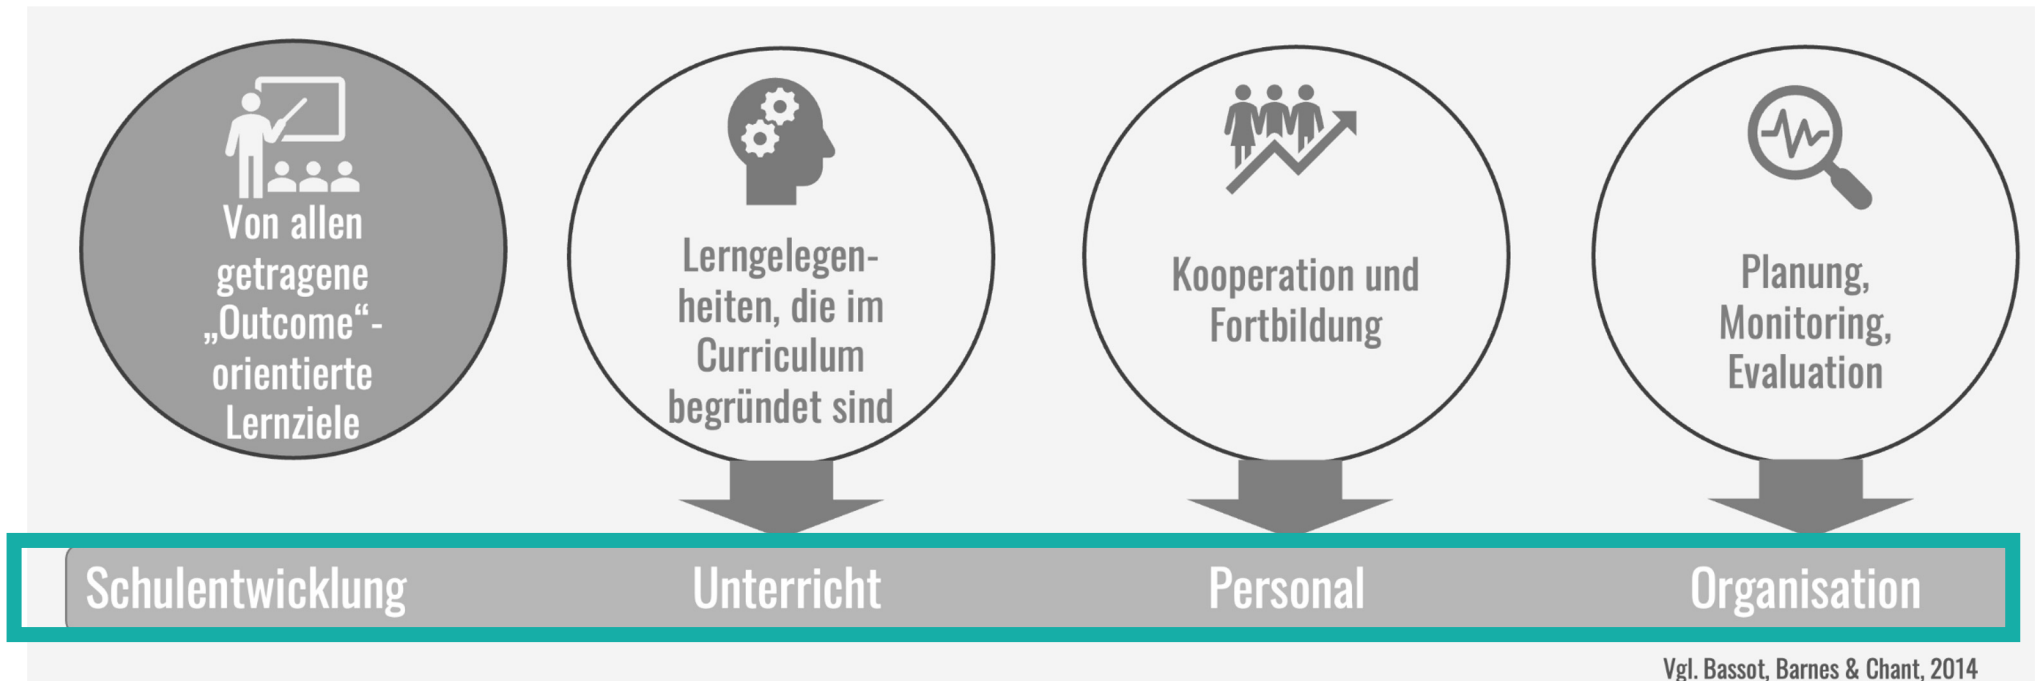 Von allen
getragene
„Outcome“-
orientierte
Lernziele
Lerngelegen-
heiten, die im
Curriculum
begründet sind
Kooperation und
Fortbildung
Planung,
Monitoring,
Evaluation
Schulentwicklung Unterricht Personal Organisation
Vgl. Bassot, Barnes & Chant, 2014